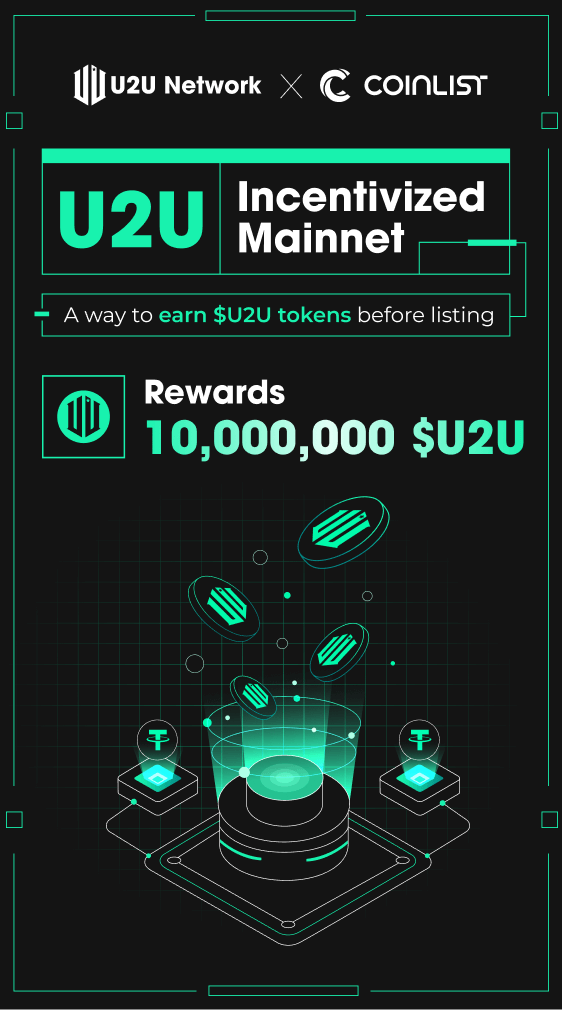 U2U Network
COINLIST
U2U
Incentivized
Mainnet
A way to earn $U2U tokens before listing
Rewards
10,000,000 $U2U